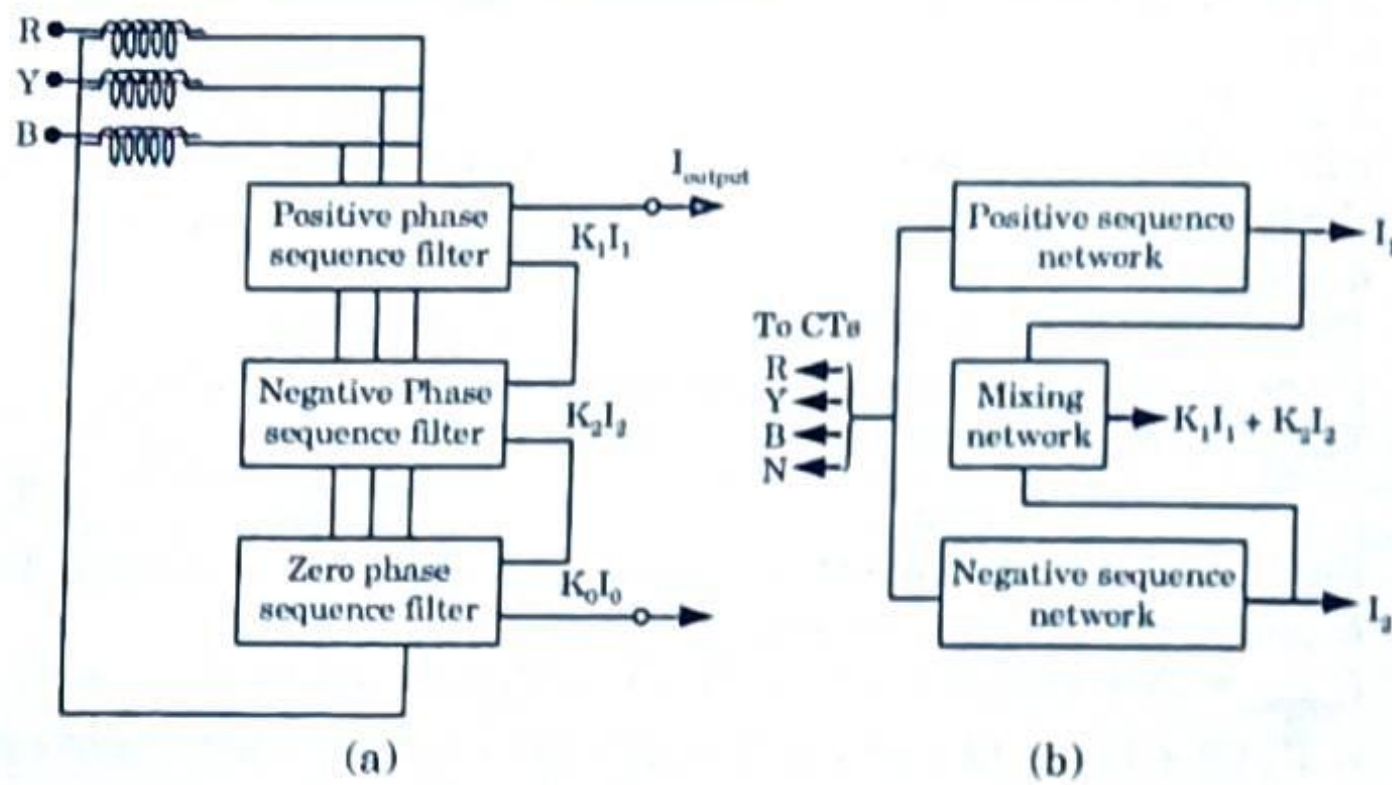 R
Y
B
Positive phase
sequence filter
I_output
K₁I₁
Negative Phase
sequence filter
K₂I₂
Zero phase
sequence filter
K₀I₀
(a)
Positive sequence
network
I₁
To CTs
R
Y
B
N
Mixing
network
K₁I₁ + K₂I₂
Negative sequence
network
I₂
(b)